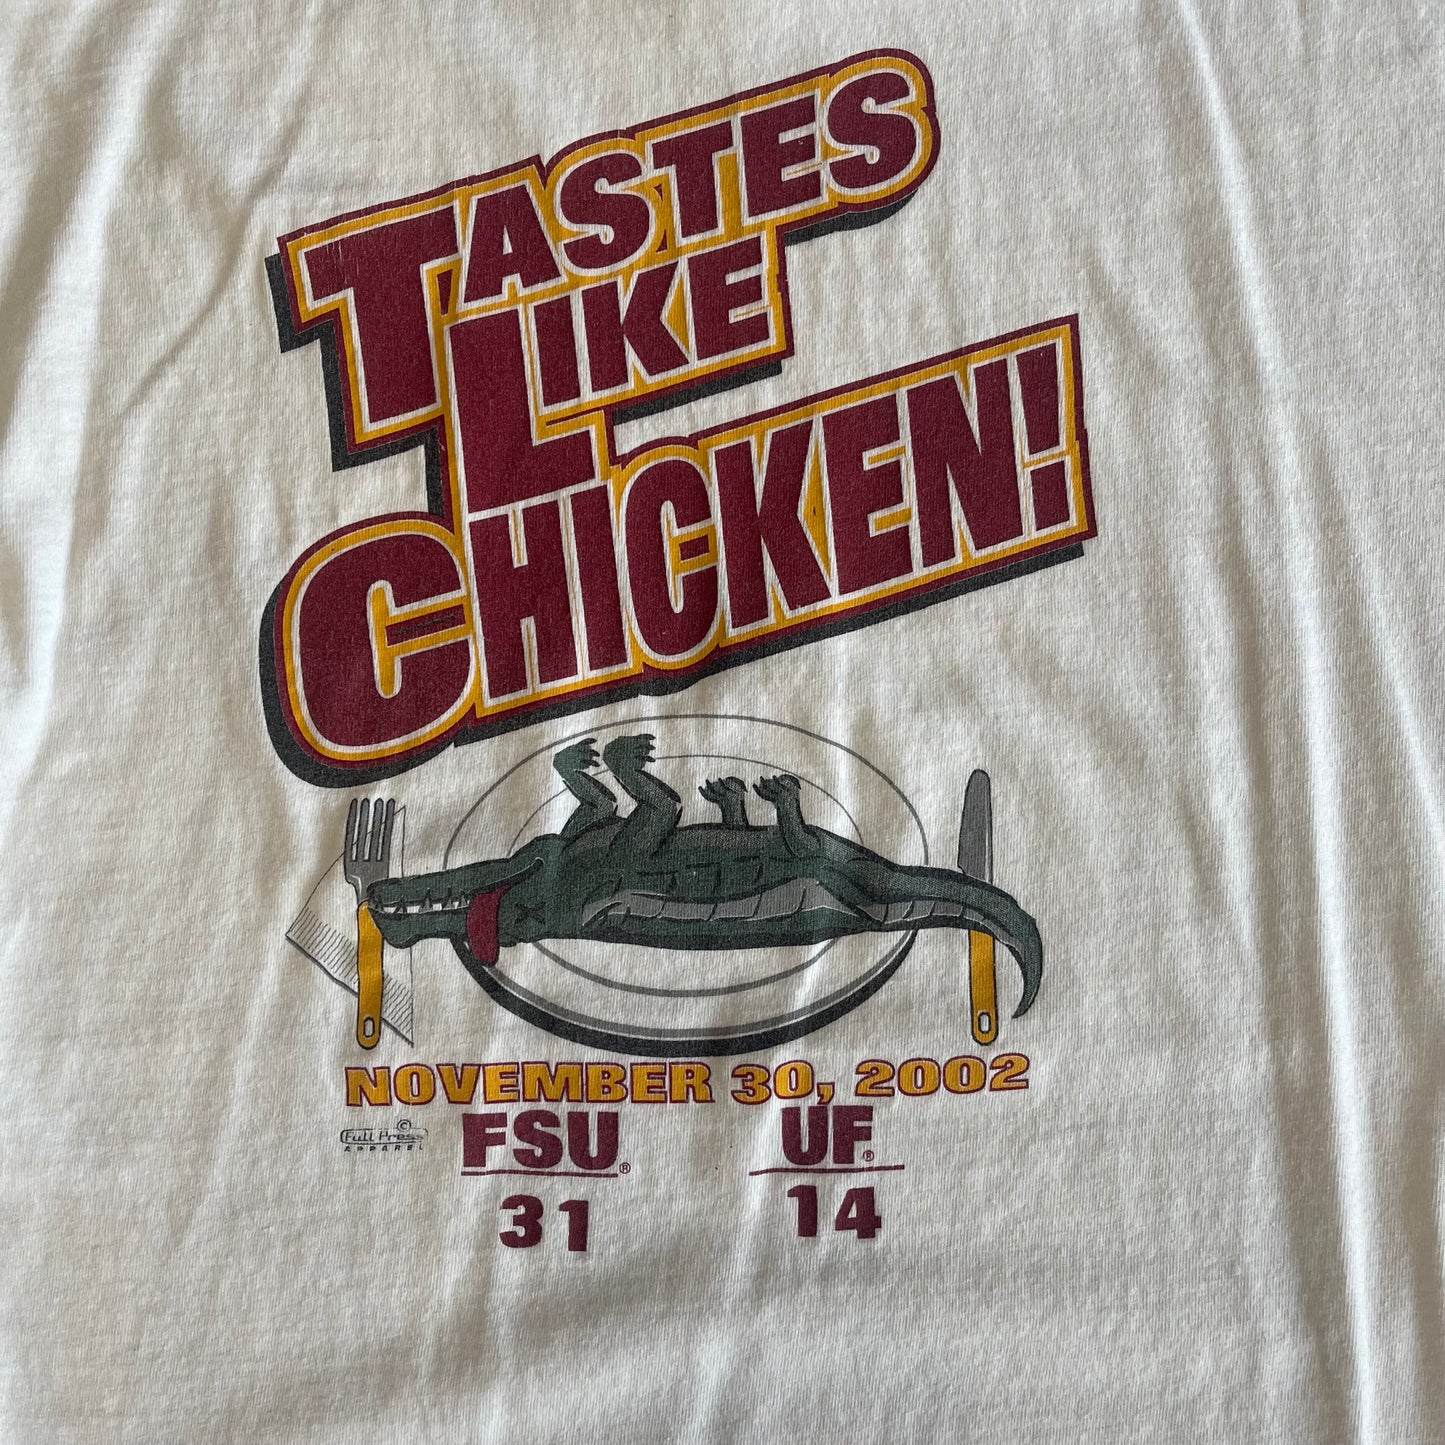 TASTES
LIKE
CHICKEN!
NOVEMBER 30, 2002
© Full Press
APPAREL
FSU® UF®
31 14